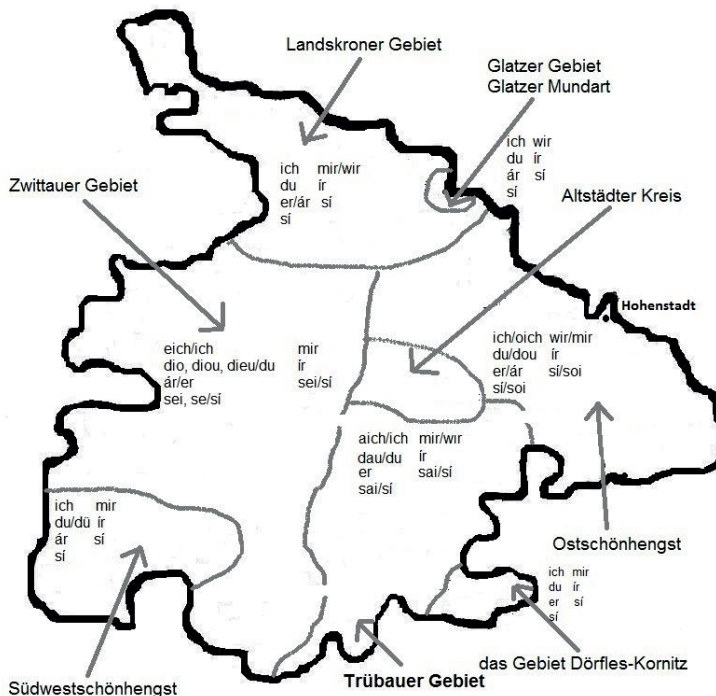 Landskroner Gebiet
Glatzer Gebiet
Glatzer Mundart
ich wir
du ír
ár sí
sí
Zwittauer Gebiet
ich mir/wir
du ír
er/ár sí
sí
Altstädter Kreis
Hohenstadt
eich/ich mir
dio, diou, dieu/du ír
ár/er sei/sí
sei, se/sí
ich/oich wir/mir
du/dou ír
er/ár sí/soi
sí/soi
aich/ich mir/wir
dau/du ír
er sai/sí
sai/sí
ich mir
du/dü ír
ár sí
sí
Ostschönhengst
ich mir
du ír
er sí
sí
das Gebiet Dörfles-Kornitz
Trübauer Gebiet
Südwestschönhengst